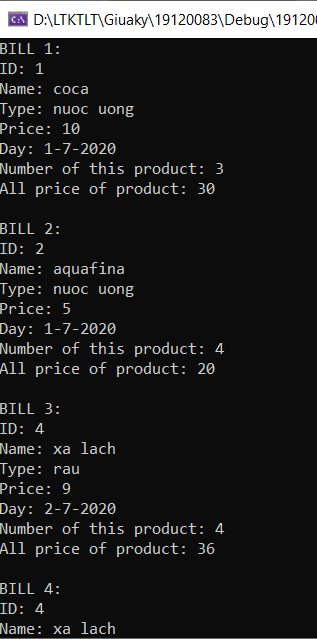 D:\LTKTLT\Giuaky\19120083\Debug\19120
BILL 1:
ID: 1
Name: coca
Type: nuoc uong
Price: 10
Day: 1-7-2020
Number of this product: 3
All price of product: 30
BILL 2:
ID: 2
Name: aquafina
Type: nuoc uong
Price: 5
Day: 1-7-2020
Number of this product: 4
All price of product: 20
BILL 3:
ID: 4
Name: xa lach
Type: rau
Price: 9
Day: 2-7-2020
Number of this product: 4
All price of product: 36
BILL 4:
ID: 4
Name: xa lach